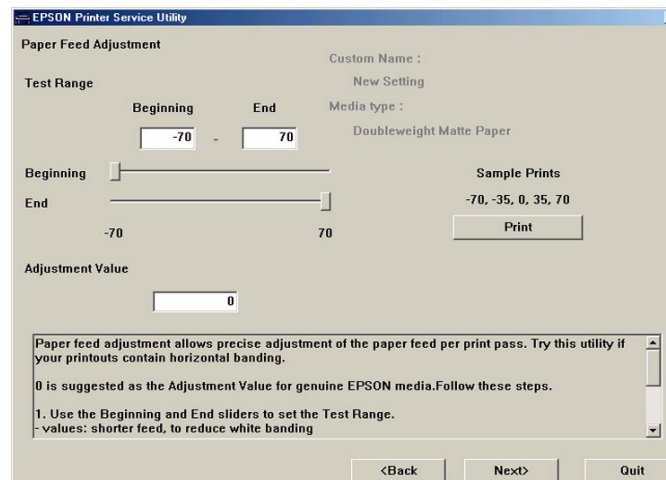 EPSON Printer Service Utility
Paper Feed Adjustment
Custom Name :
Test Range
New Setting
Beginning End
Media type :
-70 - 70
Doubleweight Matte Paper
Beginning
Sample Prints
End
-70, -35, 0, 35, 70
-70 70
Print
Adjustment Value
0
Paper feed adjustment allows precise adjustment of the paper feed per print pass. Try this utility if
your printouts contain horizontal banding.
0 is suggested as the Adjustment Value for genuine EPSON media.Follow these steps.
1. Use the Beginning and End sliders to set the Test Range.
- values: shorter feed, to reduce white banding
<Back Next> Quit